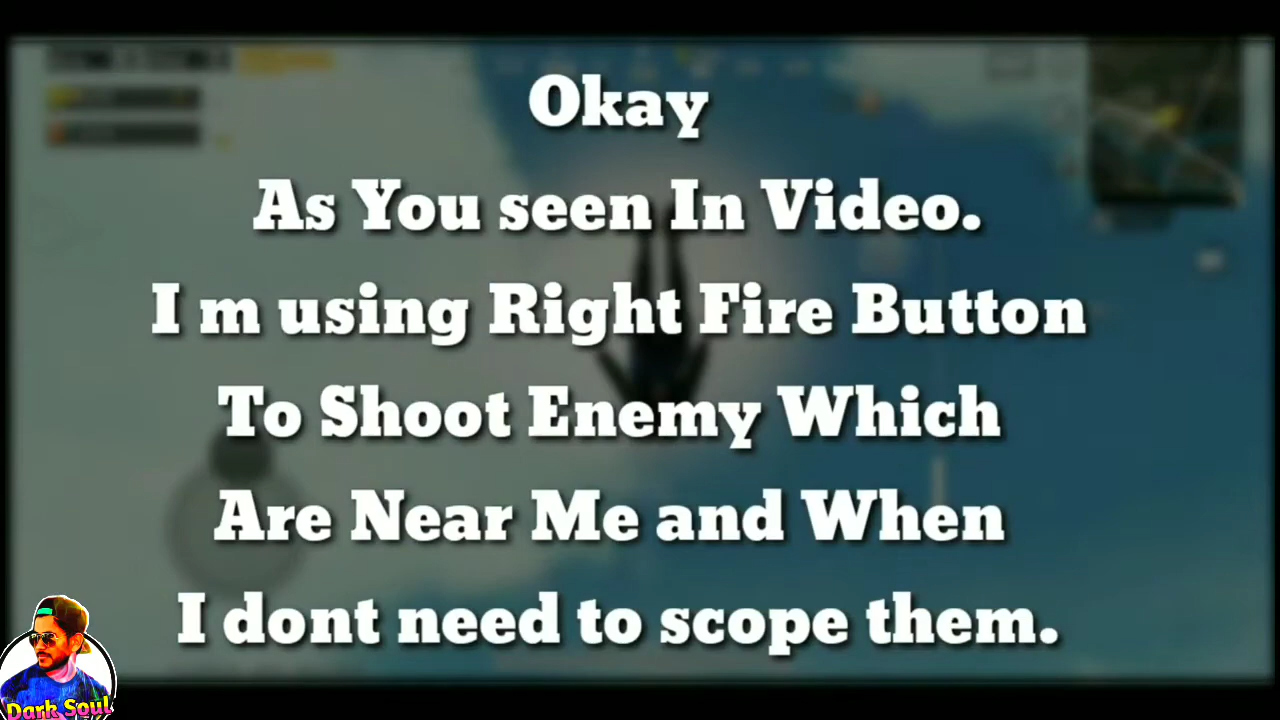 Okay
As You seen In Video.
I m using Right Fire Button
To Shoot Enemy Which
Are Near Me and When
I dont need to scope them.
Dark Soul